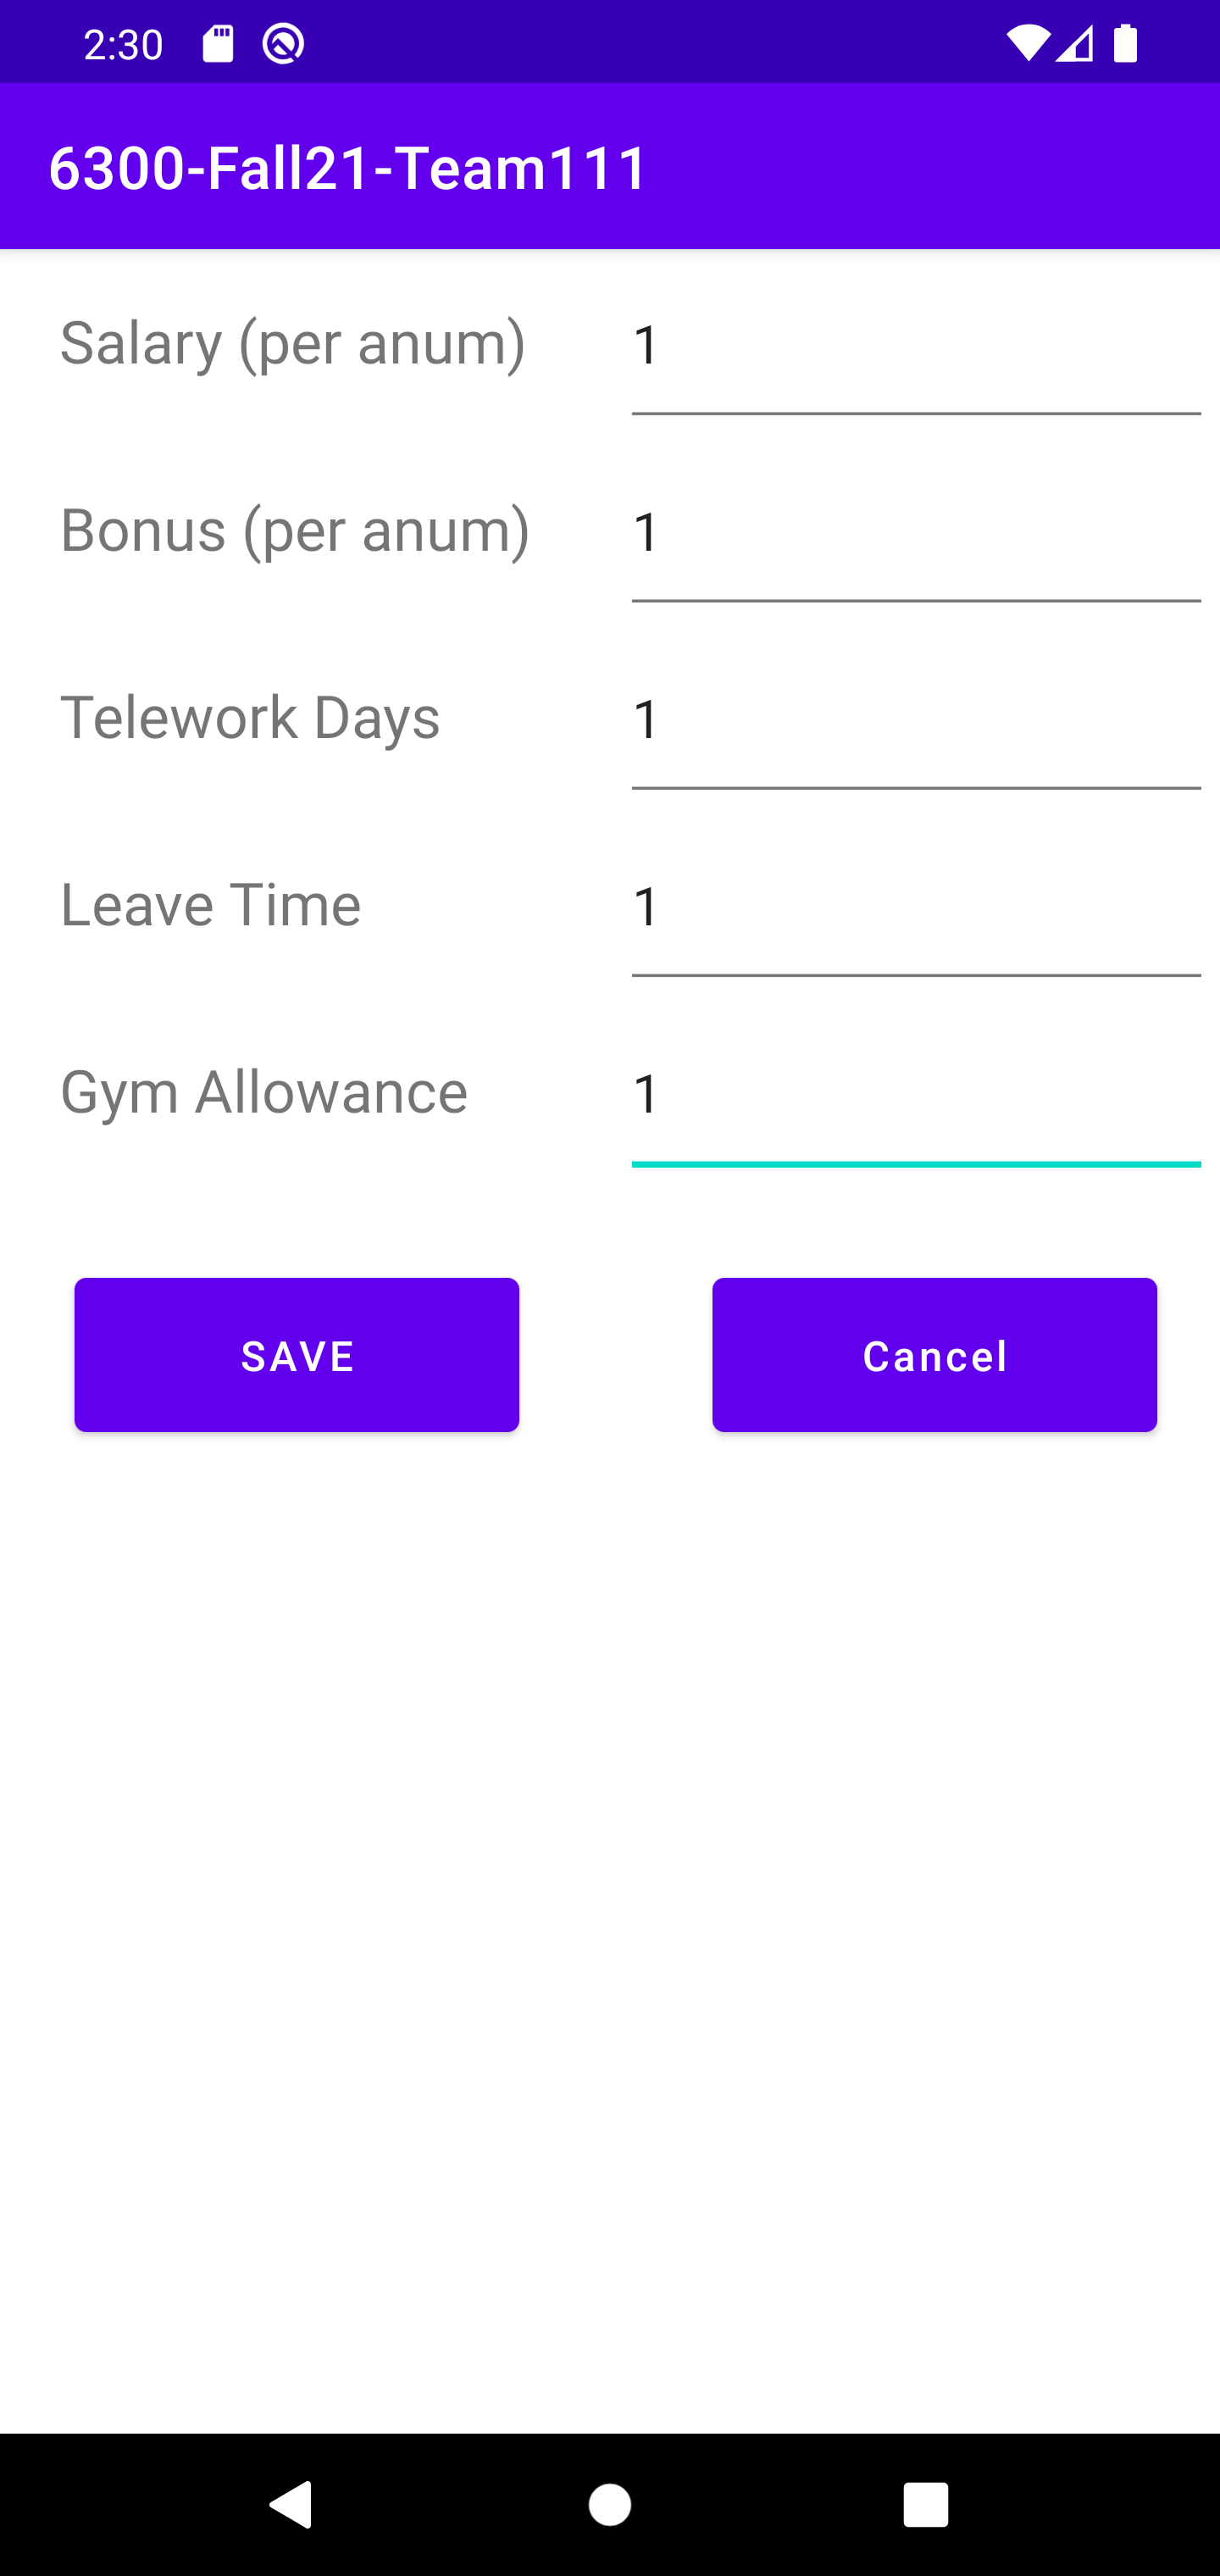 2:30
6300-Fall21-Team111
Salary (per anum) 1
Bonus (per anum) 1
Telework Days 1
Leave Time 1
Gym Allowance 1
SAVE Cancel